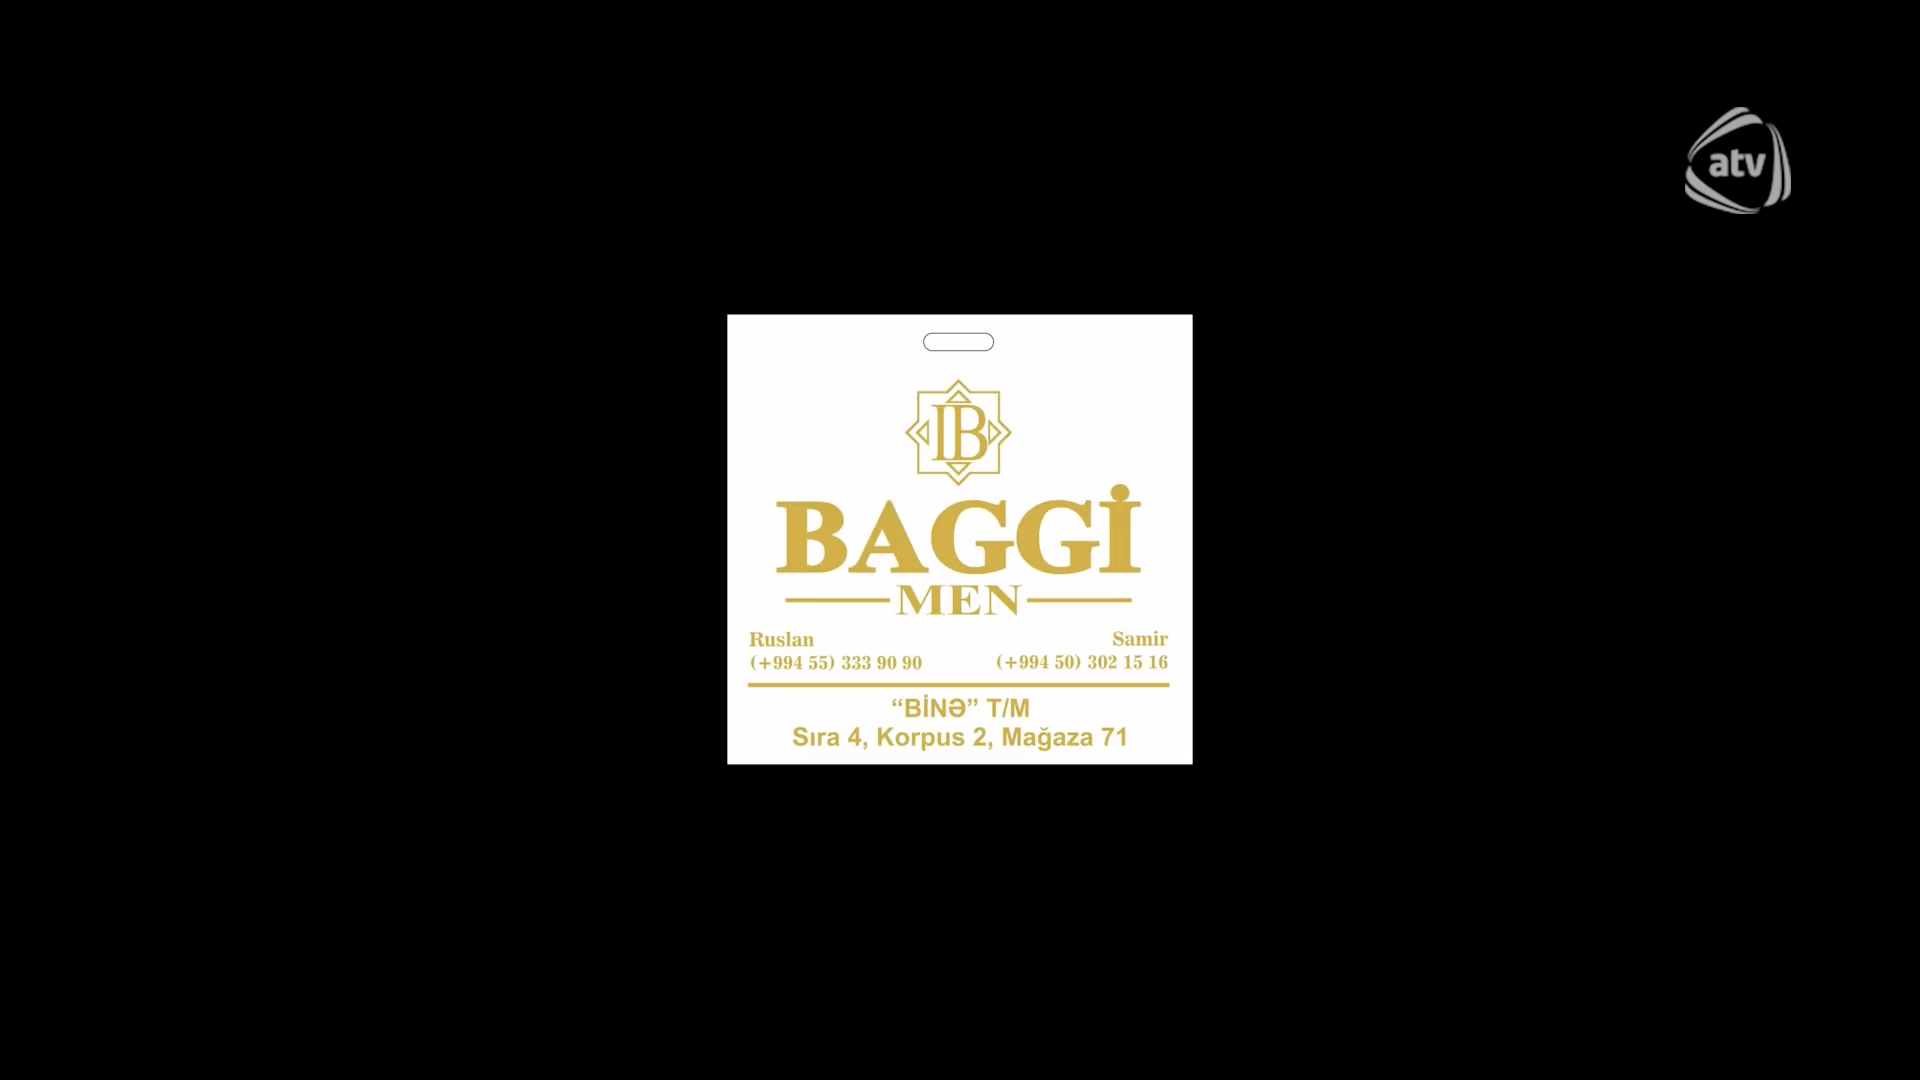 atv
B
BAGGİ
MEN
Ruslan
Samir
(+994 55) 333 90 90
(+994 50) 302 15 16
“BİNƏ” T/M
Sıra 4, Korpus 2, Mağaza 71